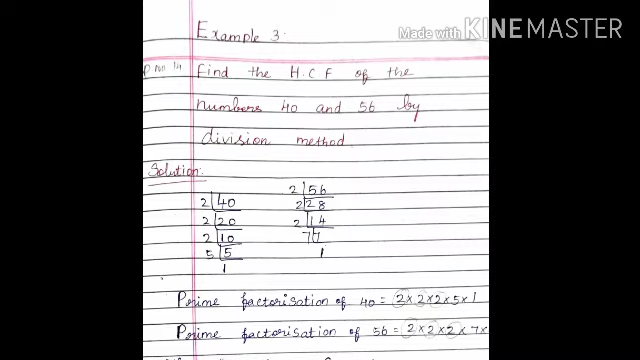 Example 3:
Made with KINEMASTER
P No 14 Find the H.C F of the
numbers 40 and 56 by
division method.
Solution
2 56
2 40 2 28
2 20 2 14
2 10 7 7
5 5 1
1
Prime factorisation of 40 = 2×2×2×5×1
Prime factorisation of 56 = 2×2×2×7×